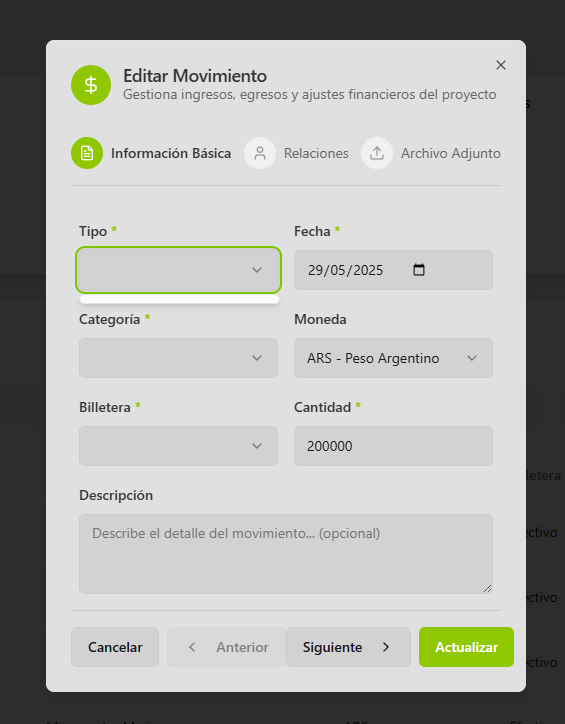 Editar Movimiento
Gestiona ingresos, egresos y ajustes financieros del proyecto
Información Básica Relaciones Archivo Adjunto
Tipo * Fecha *
29/05/2025
Categoría * Moneda
ARS - Peso Argentino
Billetera * Cantidad *
200000
Descripción
Describe el detalle del movimiento... (opcional)
Cancelar Anterior Siguiente Actualizar